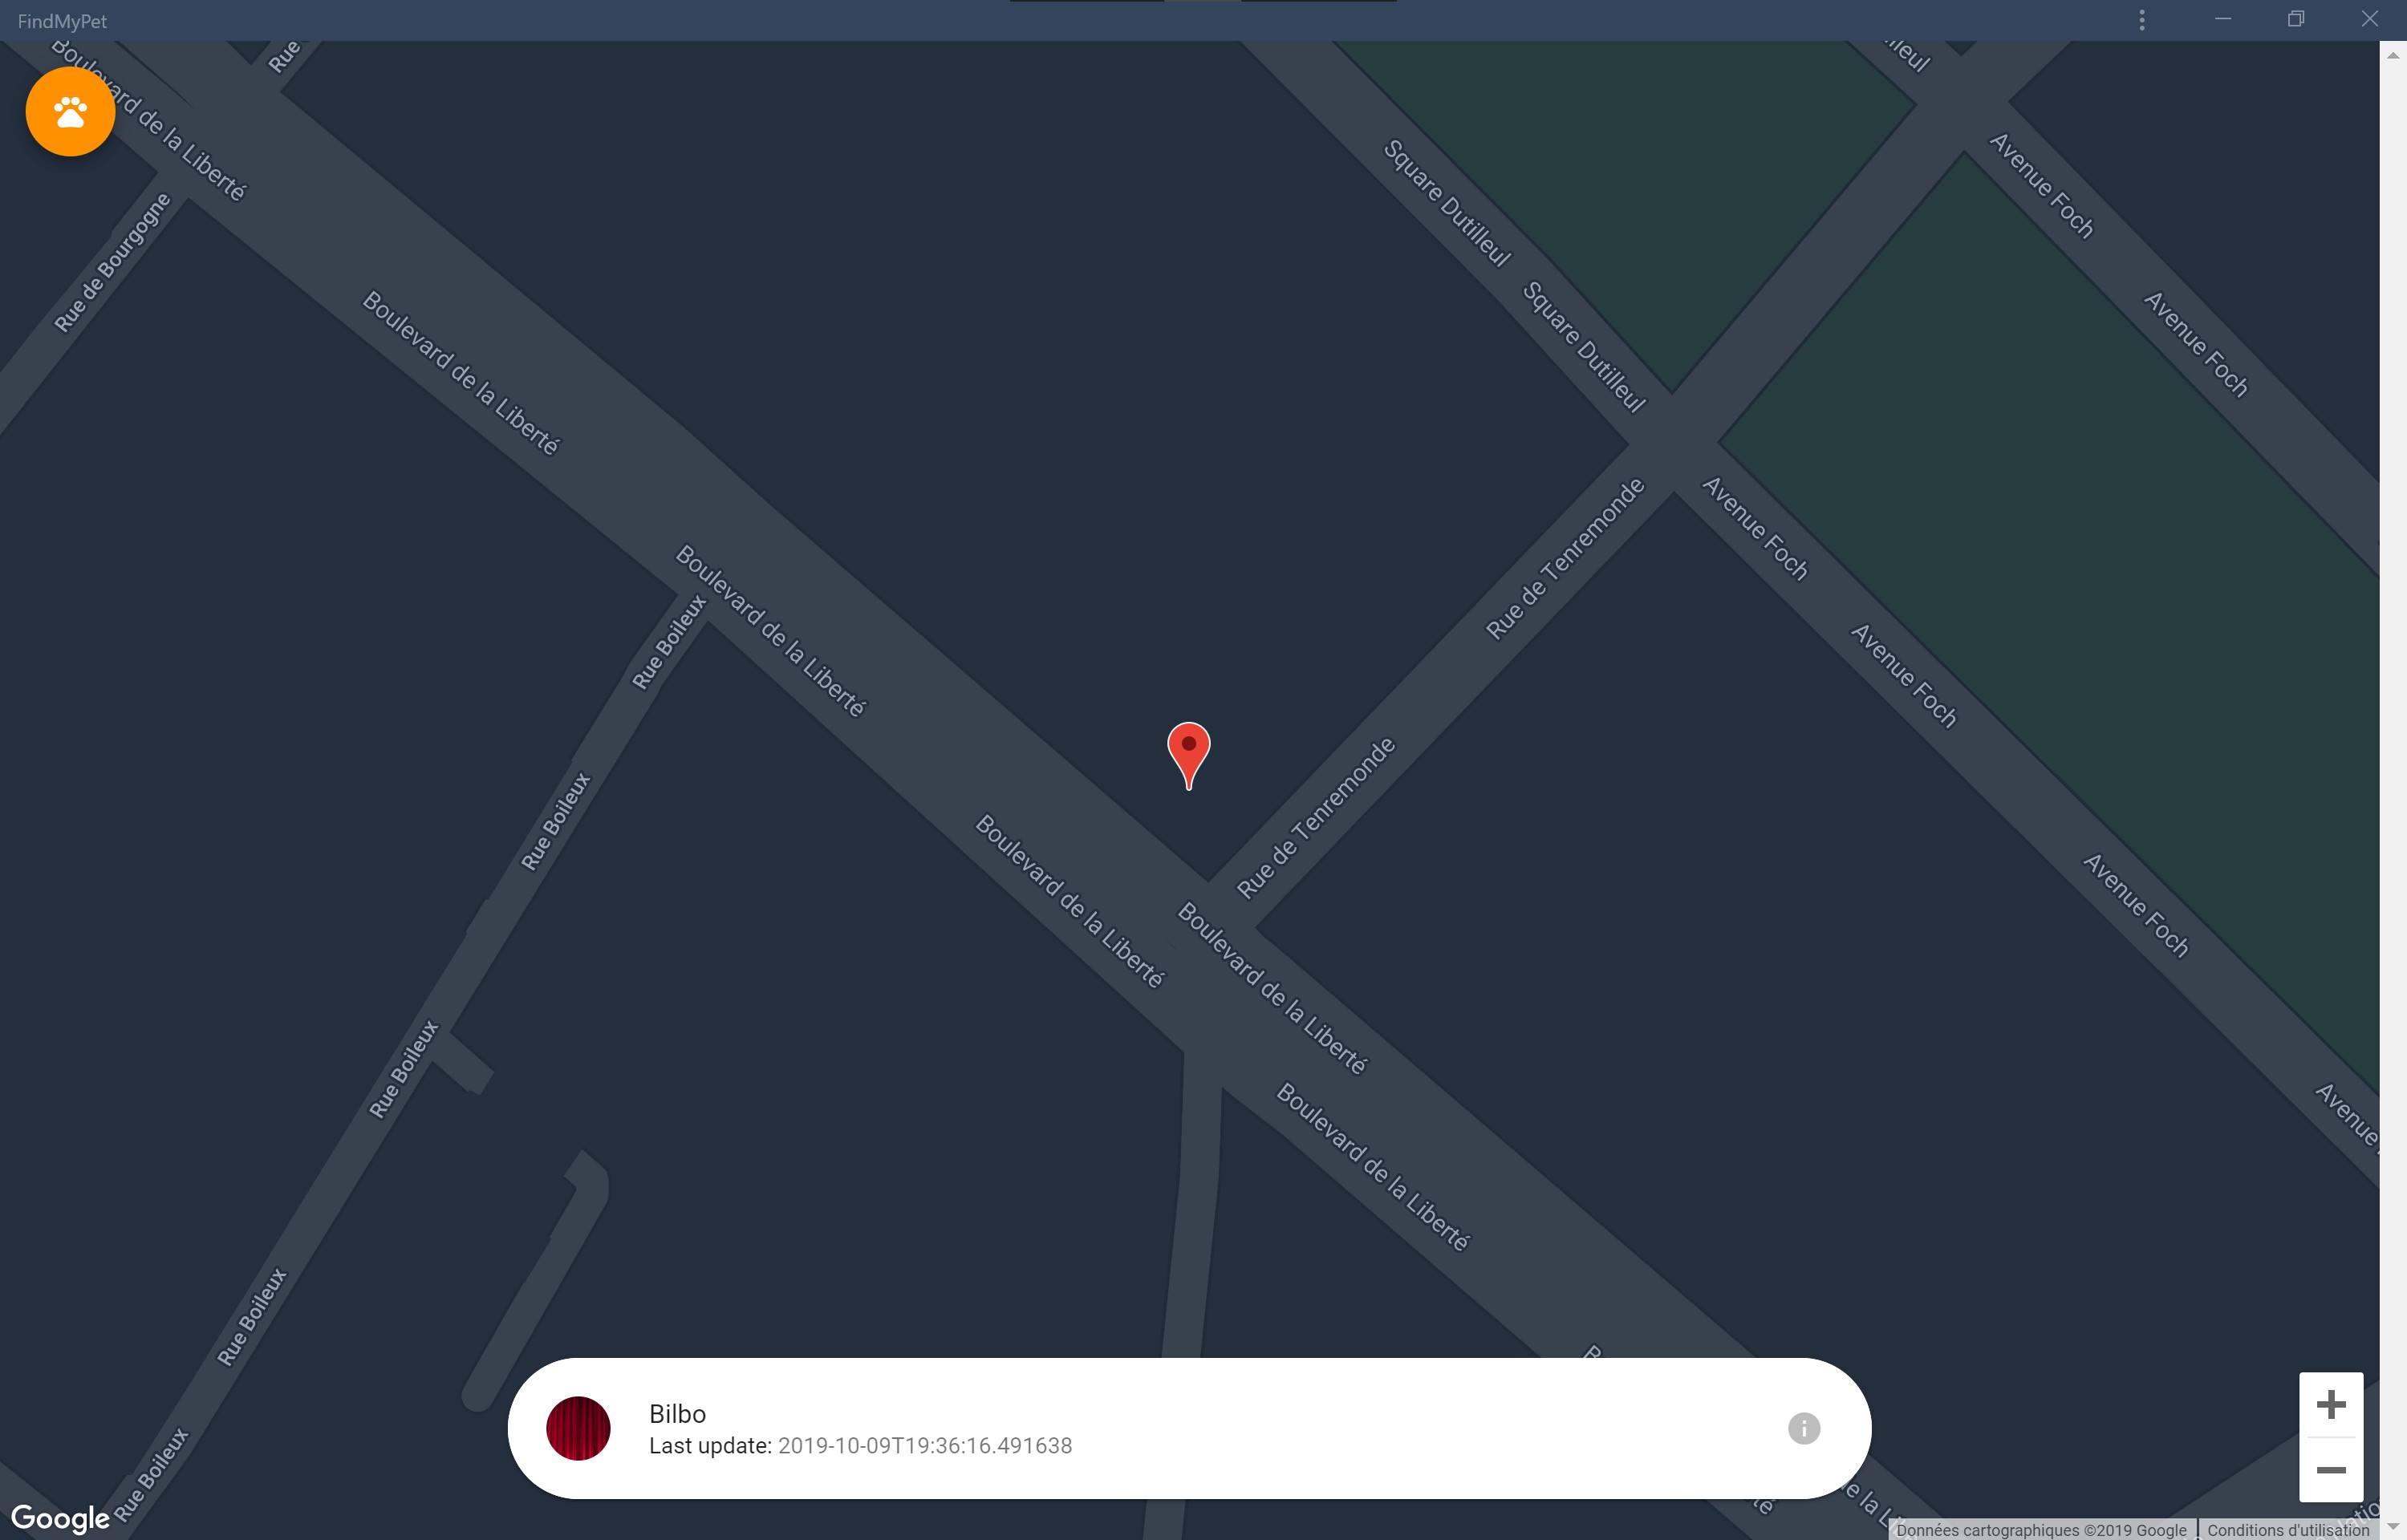 FindMyPet
Boulevard de la Liberté
Rue
Square Dutilleul
Avenue Foch
Rue de Bourgogne
Boulevard de la Liberté
Square Dutilleul
Avenue Foch
Rue de Tenremonde
Avenue Foch
Boulevard de la Liberté
Rue Boileux
Avenue Foch
Rue de Tenremonde
Rue Boileux
Boulevard de la Liberté
Avenue Foch
Boulevard de la Liberté
Rue Boileux
Boulevard de la Liberté
Avenue
Rue Boileux
Bilbo
Last update: 2019-10-09T19:36:16.491638
Rue Boileux
Google
Données cartographiques ©2019 Google
Conditions d'utilisation